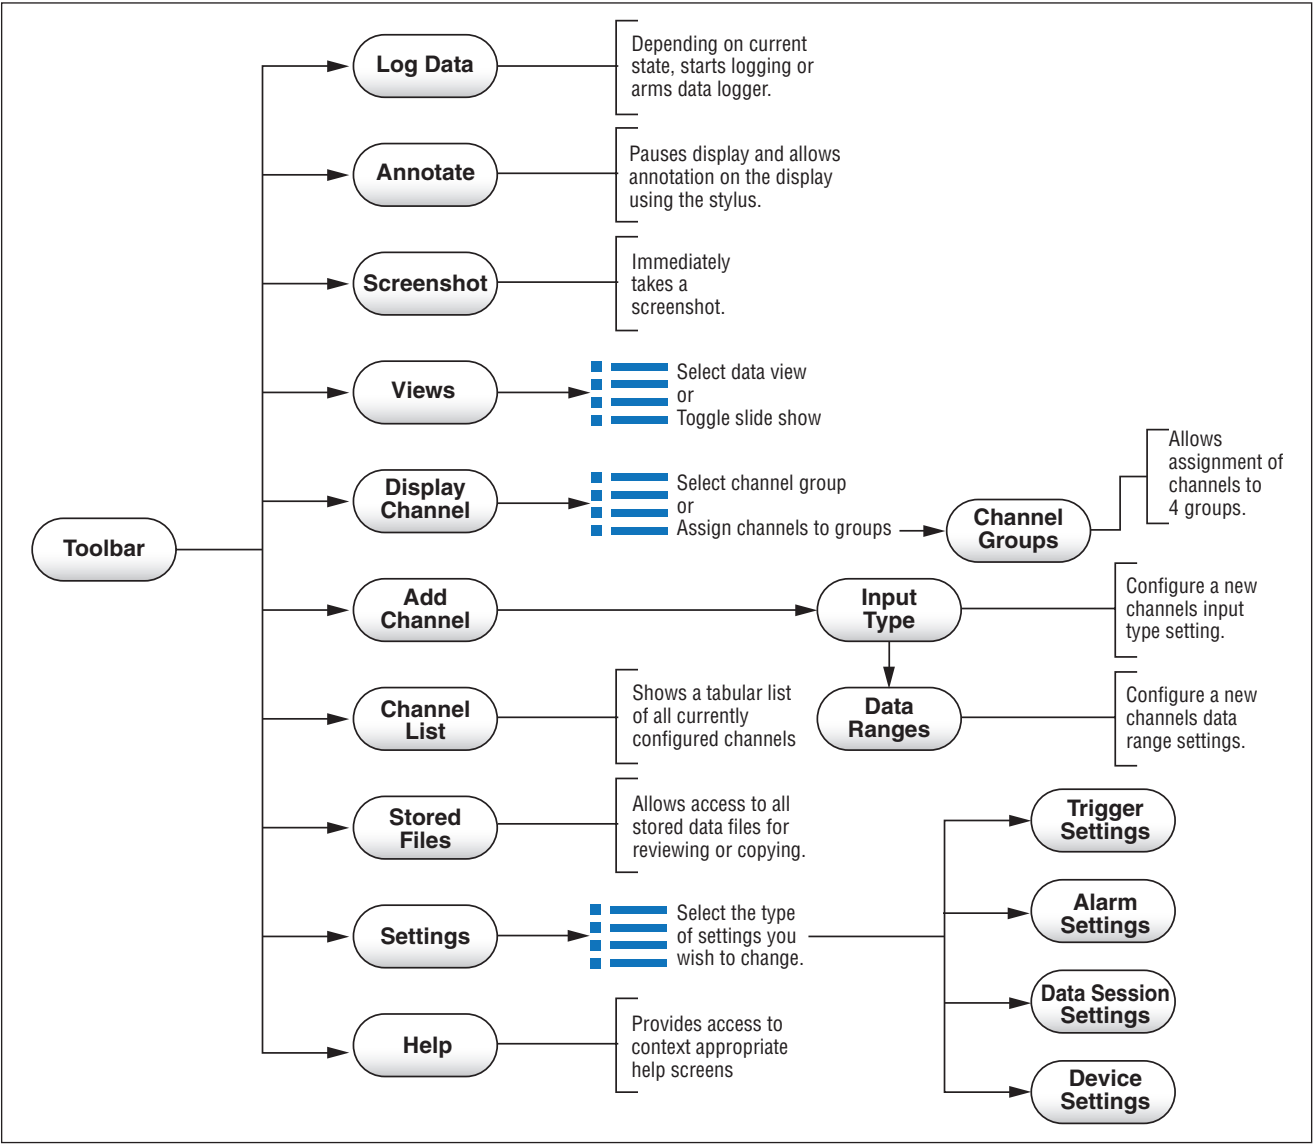 Toolbar
Log Data
Depending on current
state, starts logging or
arms data logger.
Annotate
Pauses display and allows
annotation on the display
using the stylus.
Screenshot
Immediately
takes a
screenshot.
Views
Select data view
or
Toggle slide show
Display
Channel
Select channel group
or
Assign channels to groups
Channel
Groups
Allows
assignment of
channels to
4 groups.
Add
Channel
Input
Type
Configure a new
channels input
type setting.
Data
Ranges
Configure a new
channels data
range settings.
Channel
List
Shows a tabular list
of all currently
configured channels
Stored
Files
Allows access to all
stored data files for
reviewing or copying.
Settings
Select the type
of settings you
wish to change.
Trigger
Settings
Alarm
Settings
Data Session
Settings
Device
Settings
Help
Provides access to
context appropriate
help screens